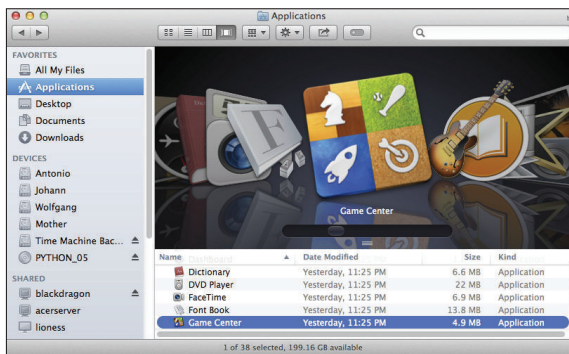 Applications
FAVORITES
All My Files
Applications
Desktop
Documents
Downloads
DEVICES
Antonio
Johann
Wolfgang
Mother
Time Machine Bac...
PYTHON_05
SHARED
blackdragon
acerserver
lioness
F
Game Center
Name Date Modified Size Kind
Dictionary Yesterday, 11:25 PM 6.6 MB Application
DVD Player Yesterday, 11:25 PM 22 MB Application
FaceTime Yesterday, 11:25 PM 6.9 MB Application
Font Book Yesterday, 11:25 PM 13.8 MB Application
Game Center Yesterday, 11:25 PM 4.9 MB Application
1 of 38 selected, 199.16 GB available